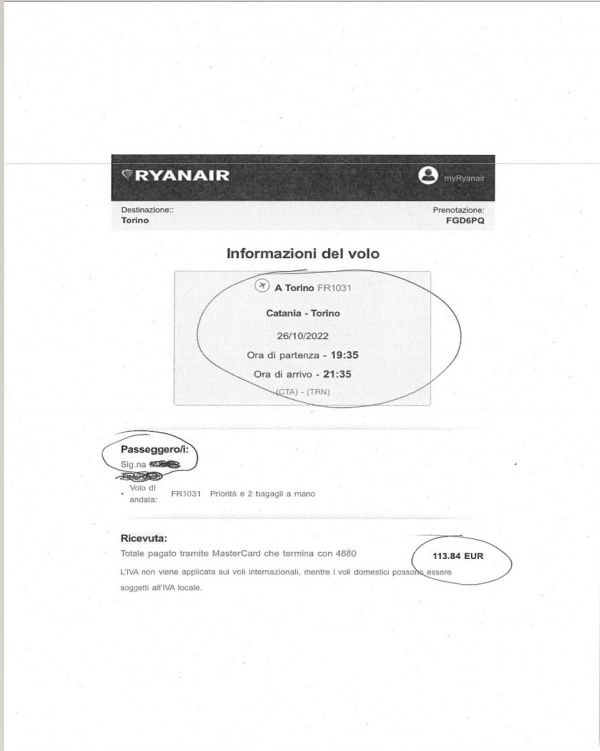 RYANAIR
myRyanair
Destinazione::
Torino
Prenotazione:
FGD6PQ
Informazioni del volo
A Torino FR1031
Catania - Torino
26/10/2022
Ora di partenza - 19:35
Ora di arrivo - 21:35
(CTA) - (TRN)
Passeggero/i:
Sig.na
Volo di
andata:
FR1031 Priorità e 2 bagagli a mano
Ricevuta:
Totale pagato tramite MasterCard che termina con 4880
113.84 EUR
L'IVA non viene applicata sui voli internazionali, mentre i voli domestici possono essere
soggetti all'IVA locale.